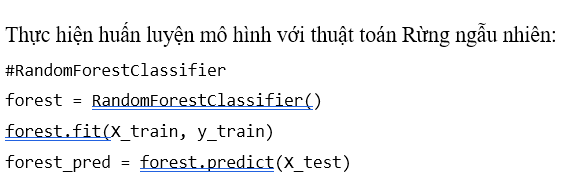 Thực hiện huấn luyện mô hình với thuật toán Rừng ngẫu nhiên:
#RandomForestClassifier
forest = RandomForestClassifier()
forest.fit(X_train, y_train)
forest_pred = forest.predict(X_test)